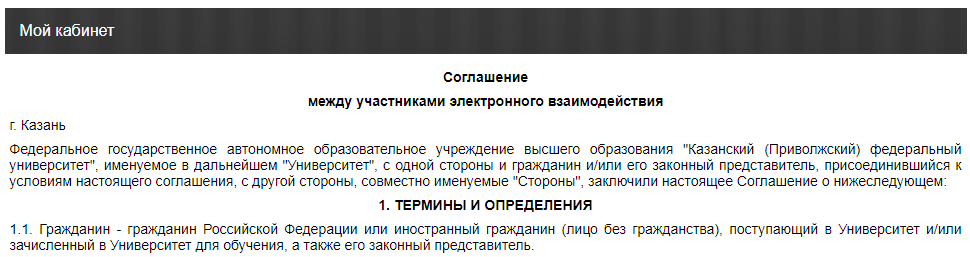 Мой кабинет
Соглашение
между участниками электронного взаимодействия
г. Казань
Федеральное государственное автономное образовательное учреждение высшего образования "Казанский (Приволжский) федеральный
университет", именуемое в дальнейшем "Университет", с одной стороны и гражданин и/или его законный представитель, присоединившийся к
условиям настоящего соглашения, с другой стороны, совместно именуемые "Стороны", заключили настоящее Соглашение о нижеследующем:
1. ТЕРМИНЫ И ОПРЕДЕЛЕНИЯ
1.1. Гражданин - гражданин Российской Федерации или иностранный гражданин (лицо без гражданства), поступающий в Университет и/или
зачисленный в Университет для обучения, а также его законный представитель.